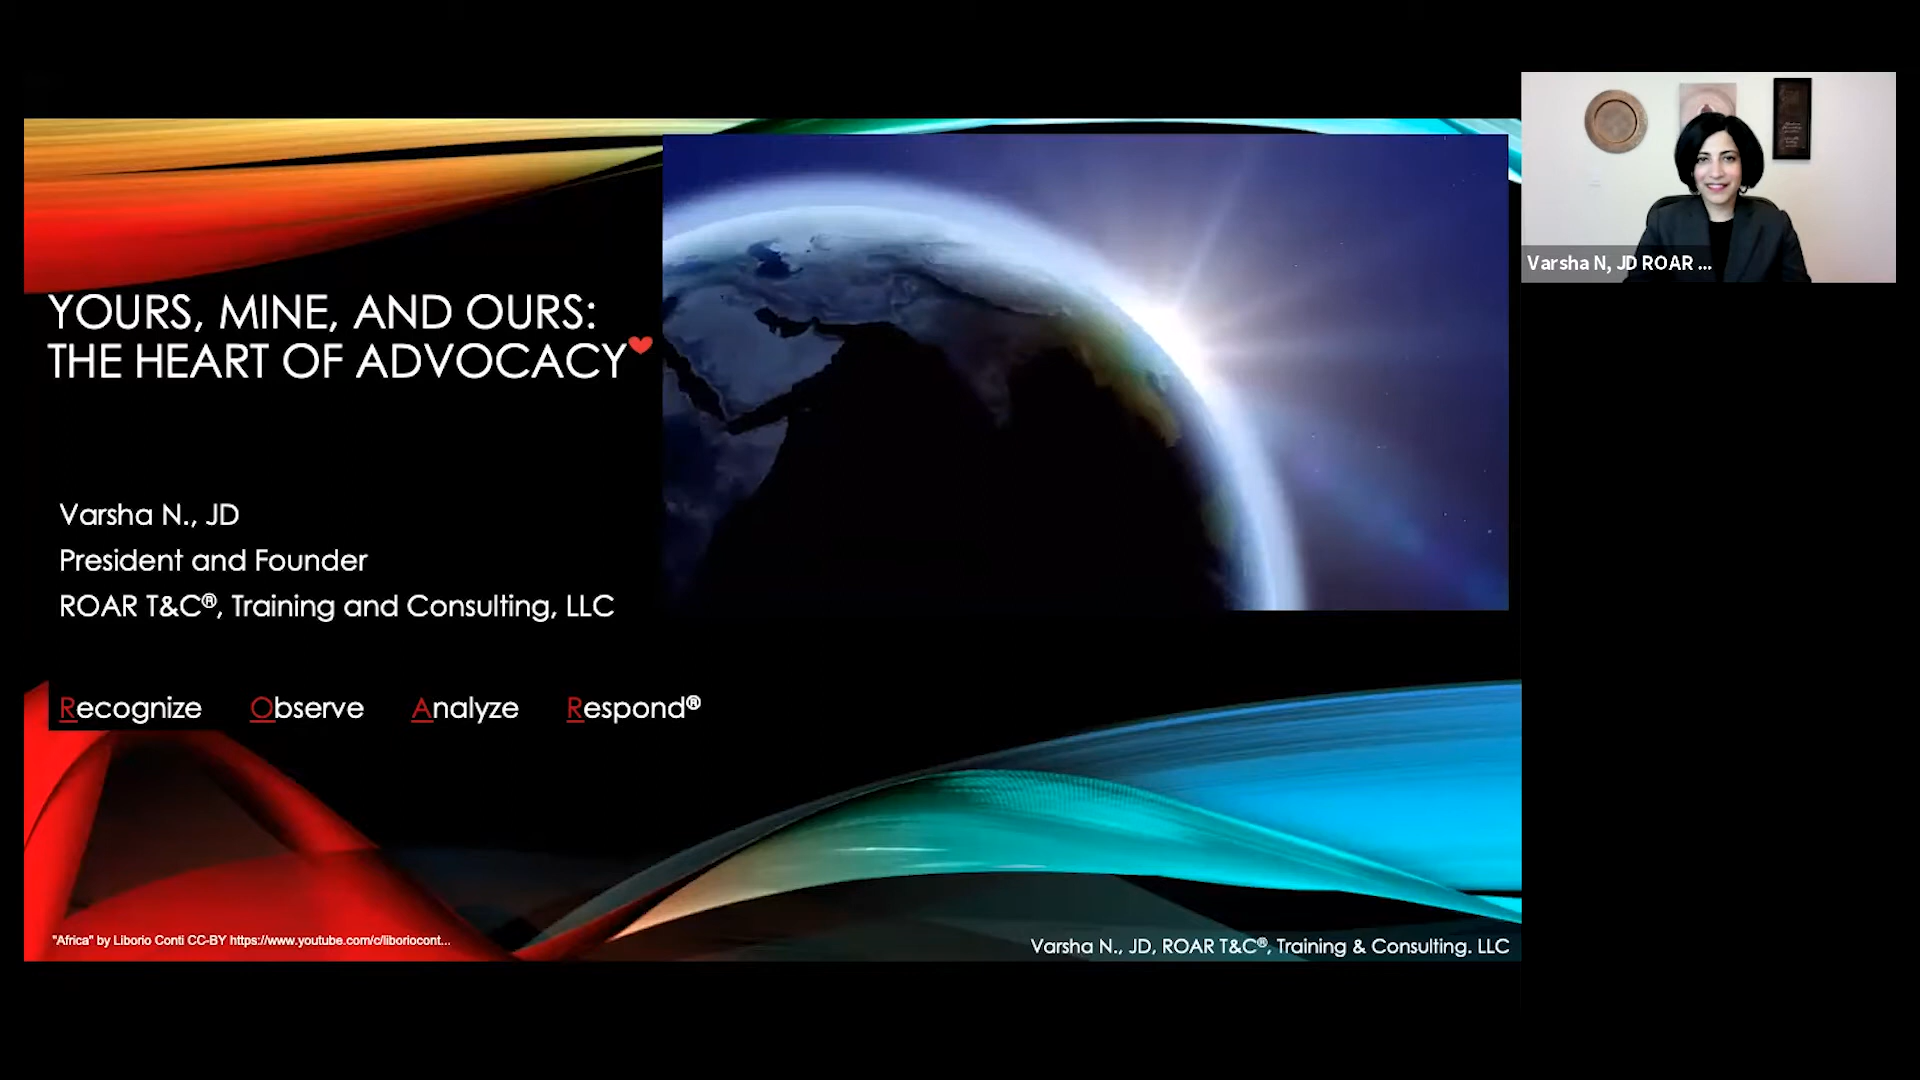 YOURS, MINE, AND OURS:
THE HEART OF ADVOCACY
Varsha N., JD
President and Founder
ROAR T&C®, Training and Consulting, LLC
Recognize Observe Analyze Respond®
"Africa" by Liborio Conti CC-BY https://www.youtube.com/c/liboriocont...
Varsha N., JD, ROAR T&C®, Training & Consulting. LLC
Varsha N, JD ROAR ...